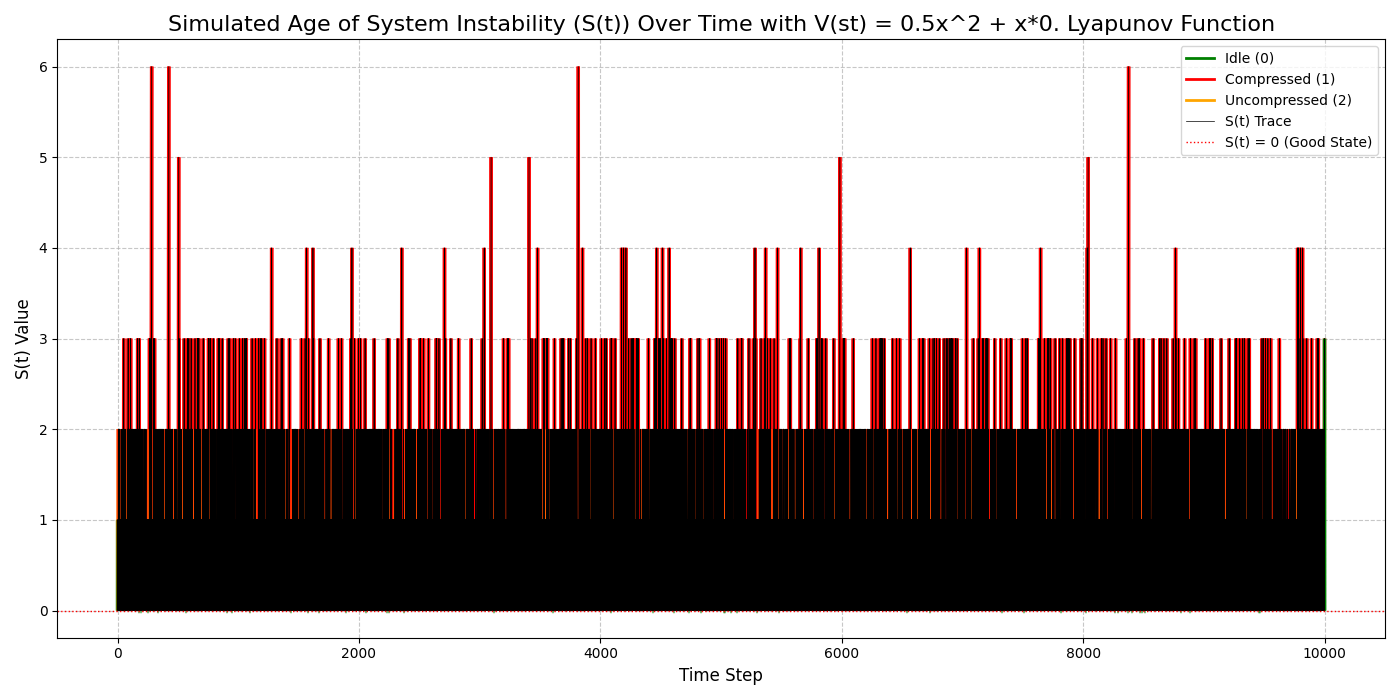 Simulated Age of System Instability (S(t)) Over Time with V(st) = 0.5x^2 + x*0. Lyapunov Function
Idle (0)
Compressed (1)
Uncompressed (2)
S(t) Trace
S(t) = 0 (Good State)
6
5
4
3
2
1
0
S(t) Value
0 2000 4000 6000 8000 10000
Time Step